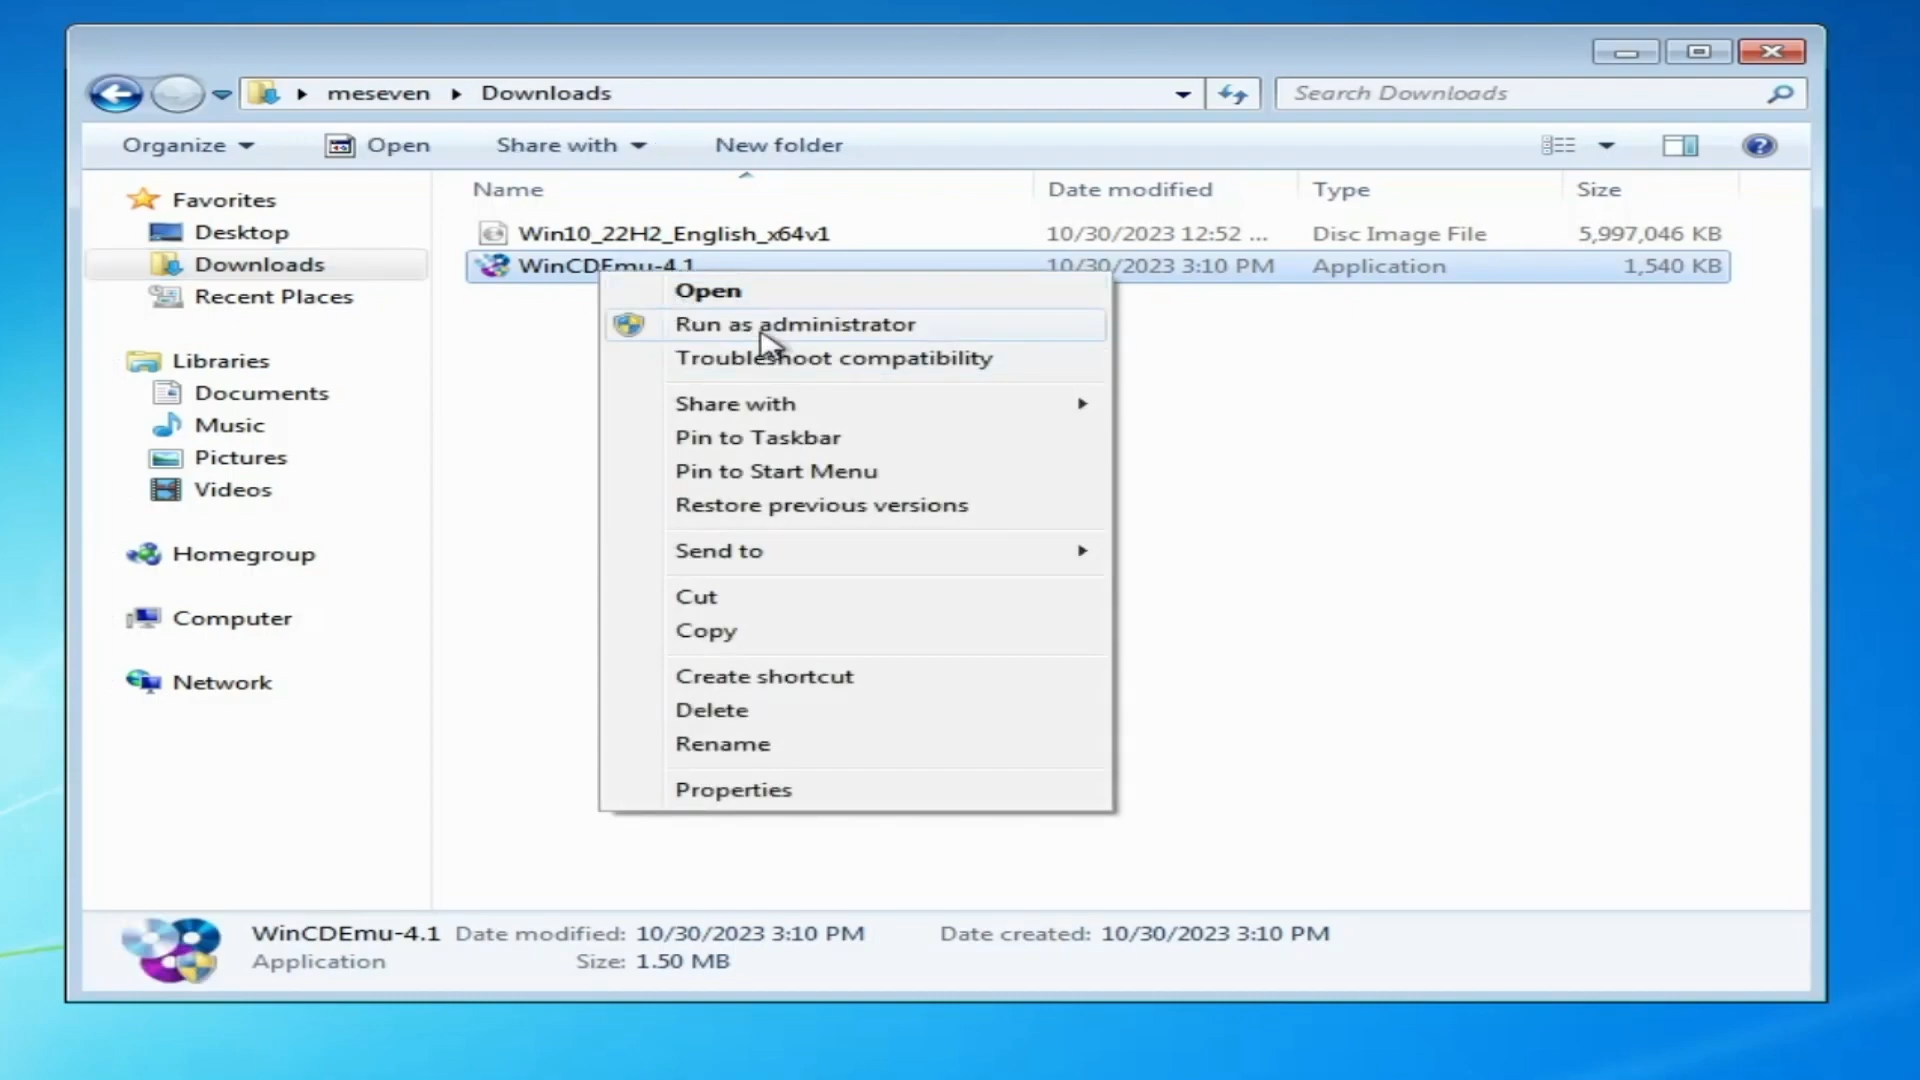 meseven Downloads
Search Downloads
Organize Open Share with New folder
Name Date modified Type Size
Favorites
Desktop
Downloads
Recent Places
Libraries
Documents
Music
Pictures
Videos
Homegroup
Computer
Network
Win10_22H2_English_x64v1 10/30/2023 12:52 ... Disc Image File 5,997,046 KB
WinCDEmu-4.1 10/30/2023 3:10 PM Application 1,540 KB
Open
Run as administrator
Troubleshoot compatibility
Share with
Pin to Taskbar
Pin to Start Menu
Restore previous versions
Send to
Cut
Copy
Create shortcut
Delete
Rename
Properties
WinCDEmu-4.1 Date modified: 10/30/2023 3:10 PM Date created: 10/30/2023 3:10 PM
Application Size: 1.50 MB